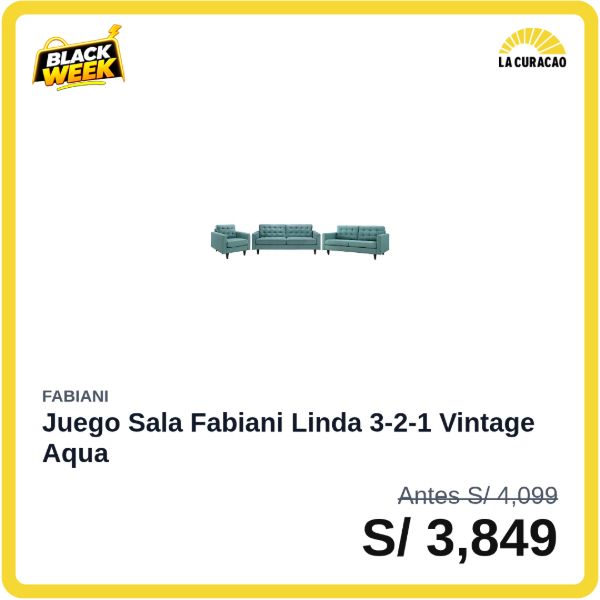 BLACK
WEEK
LA CURACAO
FABIANI
Juego Sala Fabiani Linda 3-2-1 Vintage
Aqua
Antes S/ 4,099
S/ 3,849